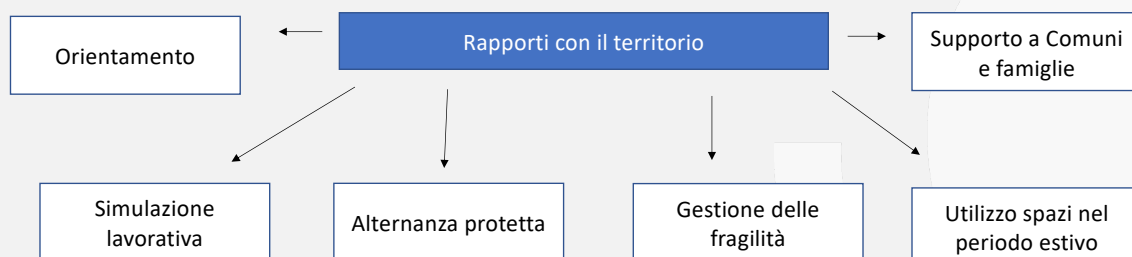 Rapporti con il territorio
Orientamento
Supporto a Comuni
e famiglie
Simulazione
lavorativa
Alternanza protetta
Gestione delle
fragilità
Utilizzo spazi nel
periodo estivo